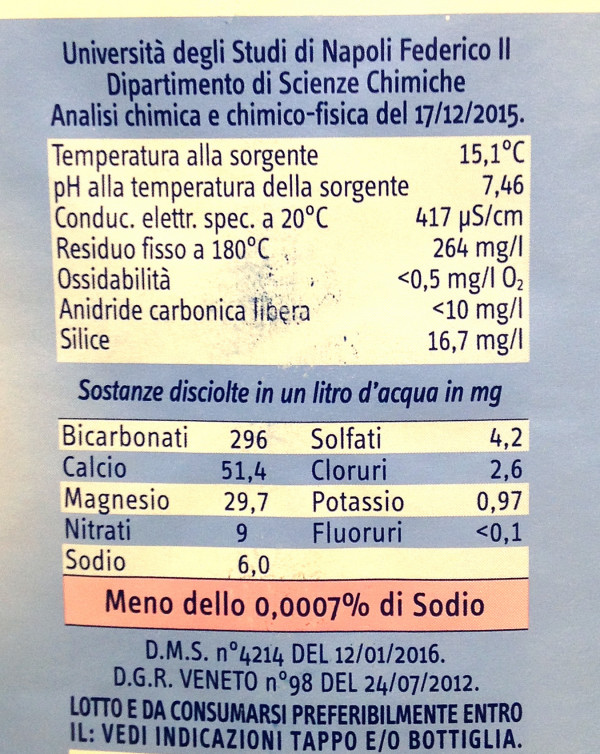 Università degli Studi di Napoli Federico II
Dipartimento di Scienze Chimiche
Analisi chimica e chimico-fisica del 17/12/2015.
Temperatura alla sorgente 15,1°C
pH alla temperatura della sorgente 7,46
Conduc. elettr. spec. a 20°C 417 µS/cm
Residuo fisso a 180°C 264 mg/l
Ossidabilità <0,5 mg/l O₂
Anidride carbonica libera <10 mg/l
Silice 16,7 mg/l
Sostanze disciolte in un litro d'acqua in mg
Bicarbonati 296 Solfati 4,2
Calcio 51,4 Cloruri 2,6
Magnesio 29,7 Potassio 0,97
Nitrati 9 Fluoruri <0,1
Sodio 6,0
Meno dello 0,0007% di Sodio
D.M.S. n°4214 DEL 12/01/2016.
D.G.R. VENETO n°98 DEL 24/07/2012.
LOTTO E DA CONSUMARSI PREFERIBILMENTE ENTRO
IL: VEDI INDICAZIONI TAPPO E/O BOTTIGLIA.